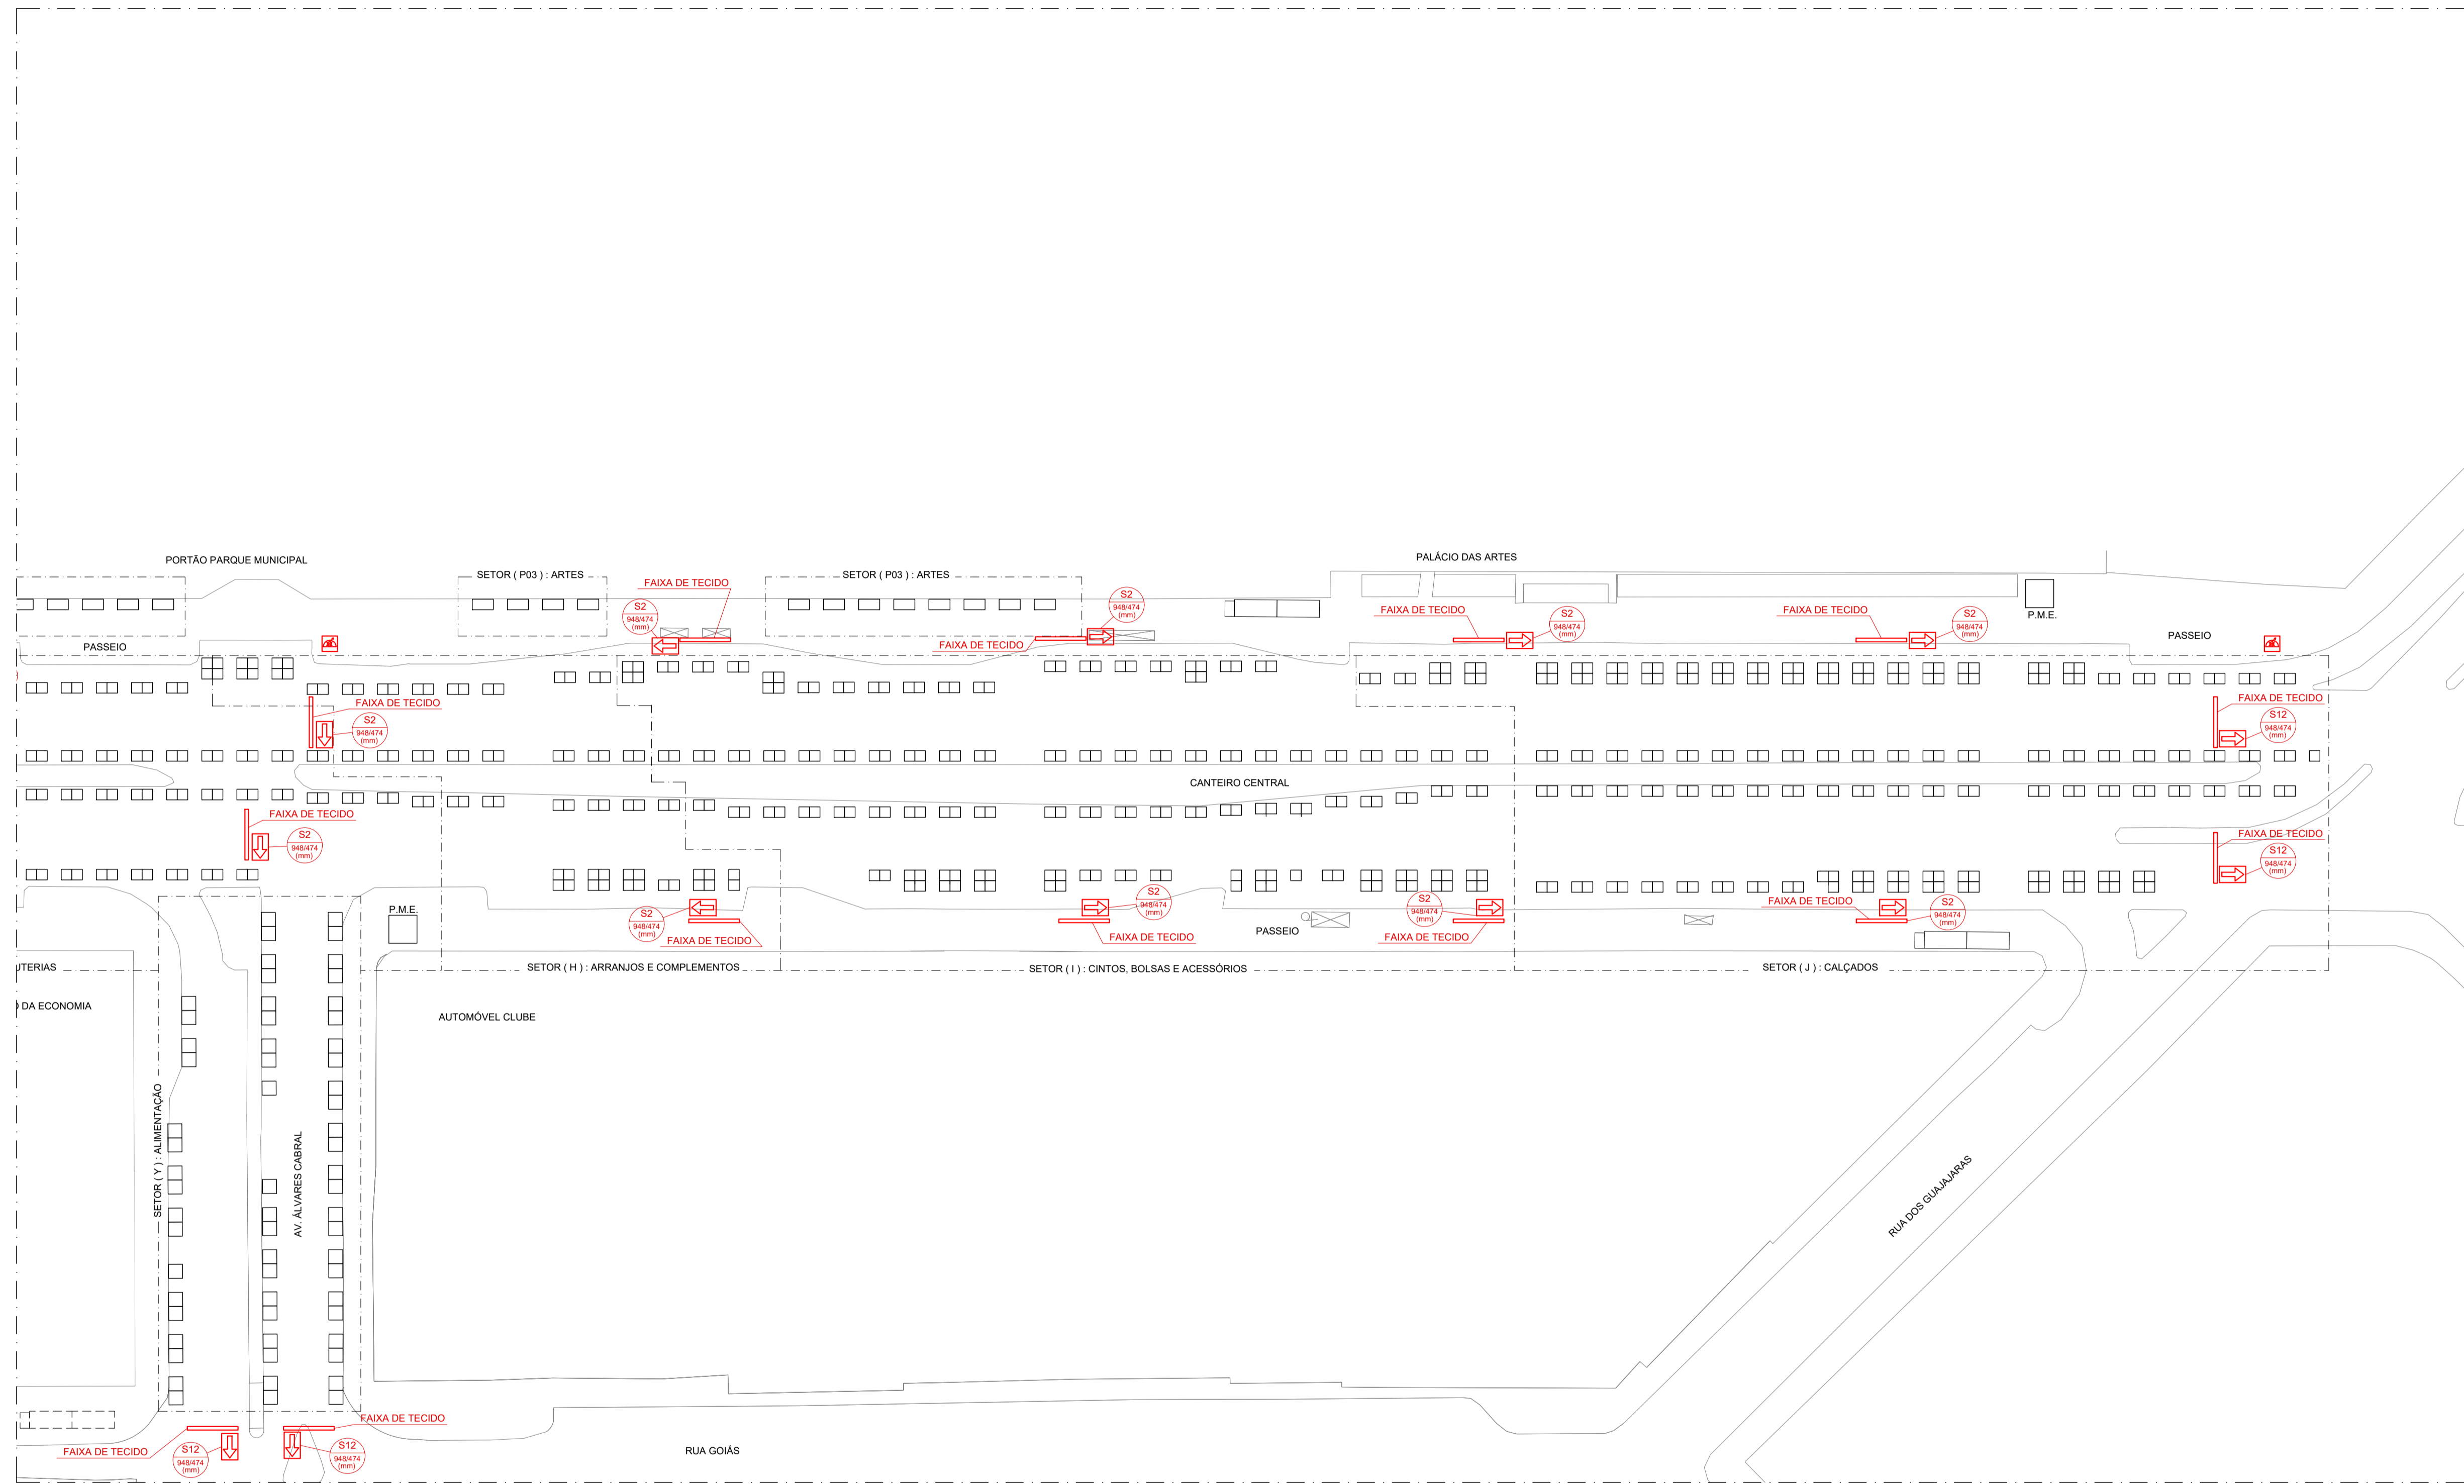 PORTÃO PARQUE MUNICIPAL
PALÁCIO DAS ARTES
SETOR ( P03 ) : ARTES
SETOR ( P03 ) : ARTES
FAIXA DE TECIDO
S2
948/474
(mm)
S2
948/474
(mm)
FAIXA DE TECIDO
FAIXA DE TECIDO
S2
948/474
(mm)
FAIXA DE TECIDO
S2
948/474
(mm)
P.M.E.
PASSEIO
PASSEIO
FAIXA DE TECIDO
S2
948/474
(mm)
FAIXA DE TECIDO
S12
948/474
(mm)
CANTEIRO CENTRAL
FAIXA DE TECIDO
S2
948/474
(mm)
FAIXA DE TECIDO
S12
948/474
(mm)
P.M.E.
S2
948/474
(mm)
FAIXA DE TECIDO
S2
948/474
(mm)
FAIXA DE TECIDO
PASSEIO
S2
948/474
(mm)
FAIXA DE TECIDO
FAIXA DE TECIDO
S2
948/474
(mm)
UTERIAS
SETOR ( H ) : ARRANJOS E COMPLEMENTOS
SETOR ( I ) : CINTOS, BOLSAS E ACESSÓRIOS
SETOR ( J ) : CALÇADOS
DA ECONOMIA
AUTOMÓVEL CLUBE
SETOR ( Y ) : ALIMENTAÇÃO
AV. ÁLVARES CABRAL
RUA DOS GUAJAJARAS
FAIXA DE TECIDO
FAIXA DE TECIDO
S12
948/474
(mm)
S12
948/474
(mm)
RUA GOIÁS